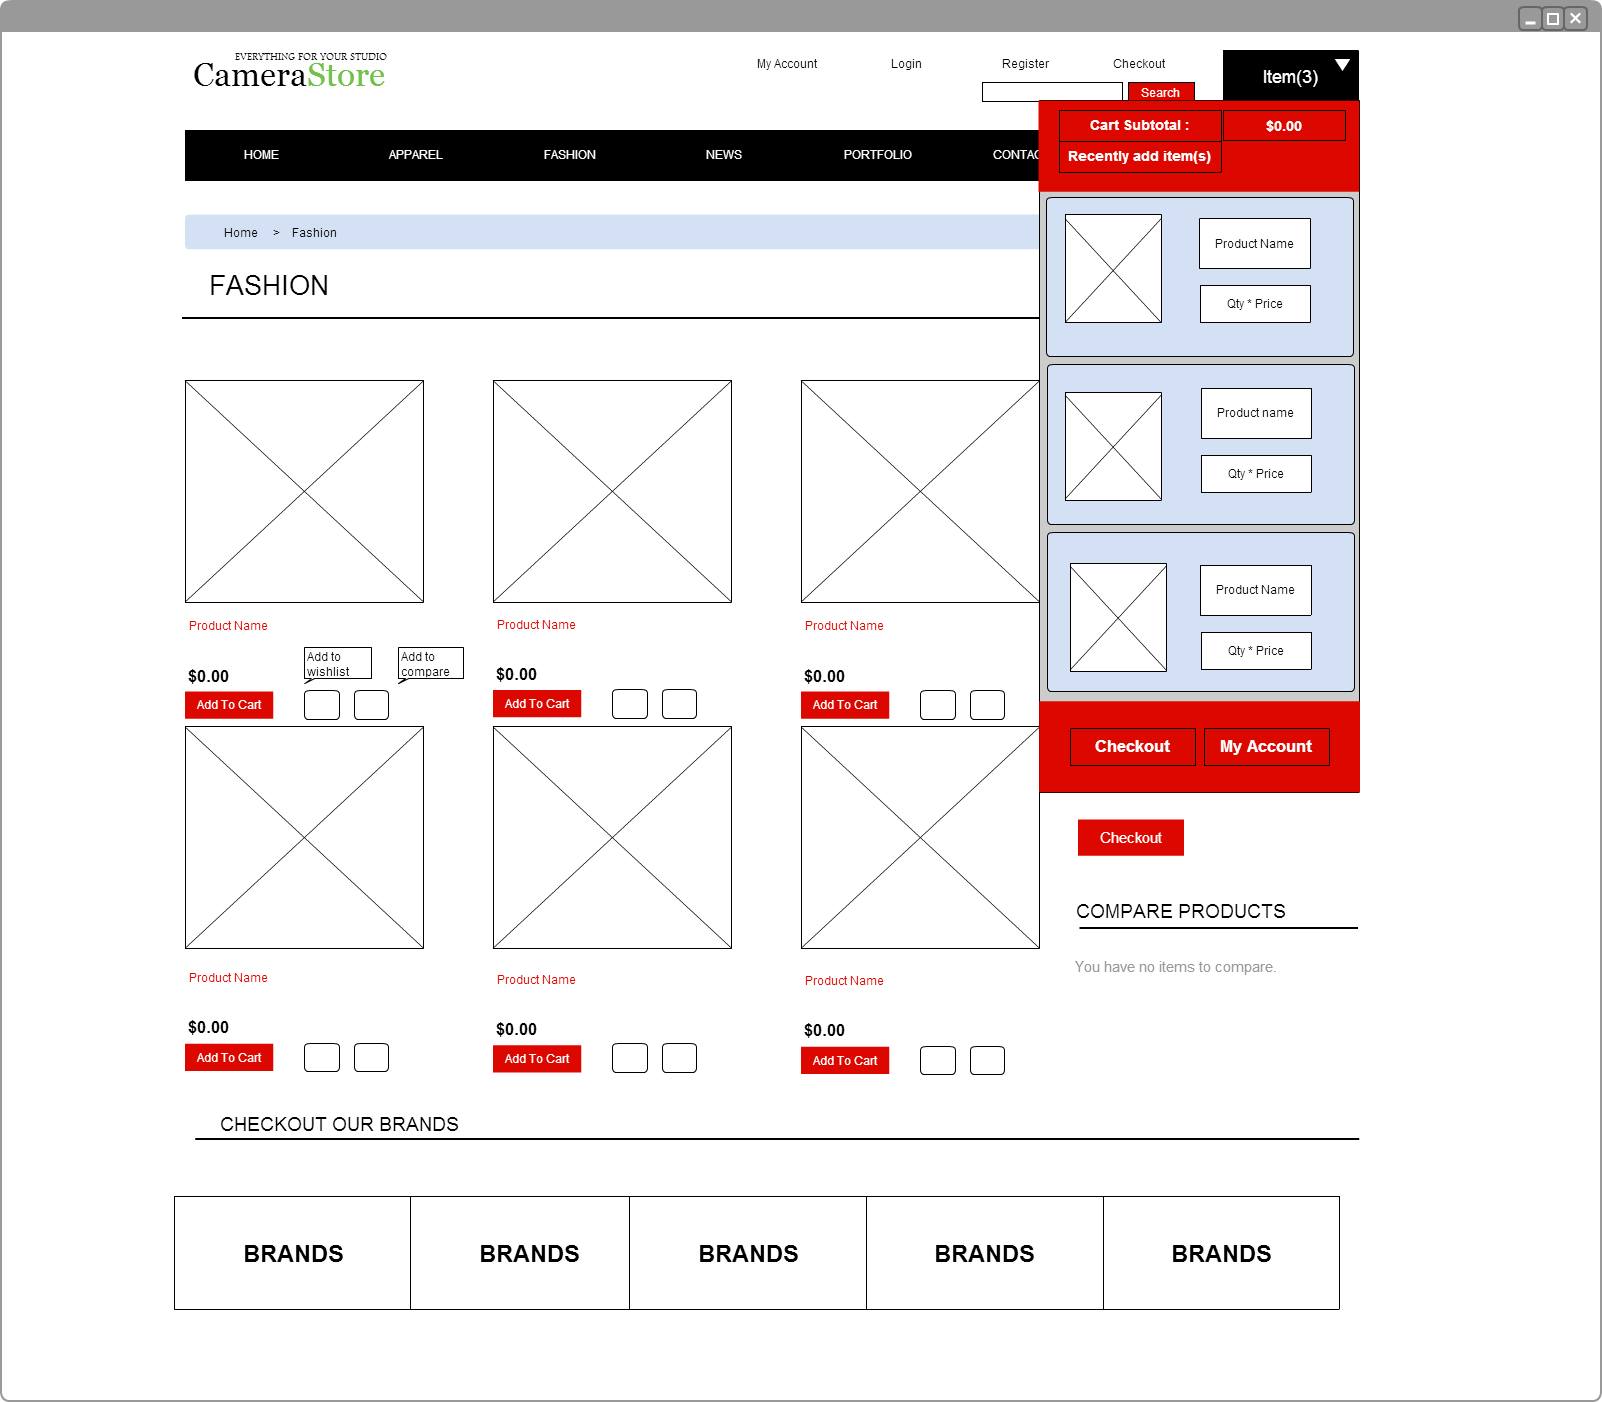 EVERYTHING FOR YOUR STUDIO
CameraStore
My Account
Login
Register
Checkout
Item(3)
Search
Cart Subtotal :
$0.00
Recently add item(s)
HOME
APPAREL
FASHION
NEWS
PORTFOLIO
CONTAC
Home > Fashion
FASHION
Product Name
Qty * Price
Product name
Qty * Price
Product Name
Qty * Price
Checkout
My Account
Product Name
Product Name
Product Name
Add to
wishlist
Add to
compare
$0.00
$0.00
$0.00
Add To Cart
Add To Cart
Add To Cart
Checkout
COMPARE PRODUCTS
You have no items to compare.
Product Name
Product Name
Product Name
$0.00
$0.00
$0.00
Add To Cart
Add To Cart
Add To Cart
CHECKOUT OUR BRANDS
BRANDS
BRANDS
BRANDS
BRANDS
BRANDS